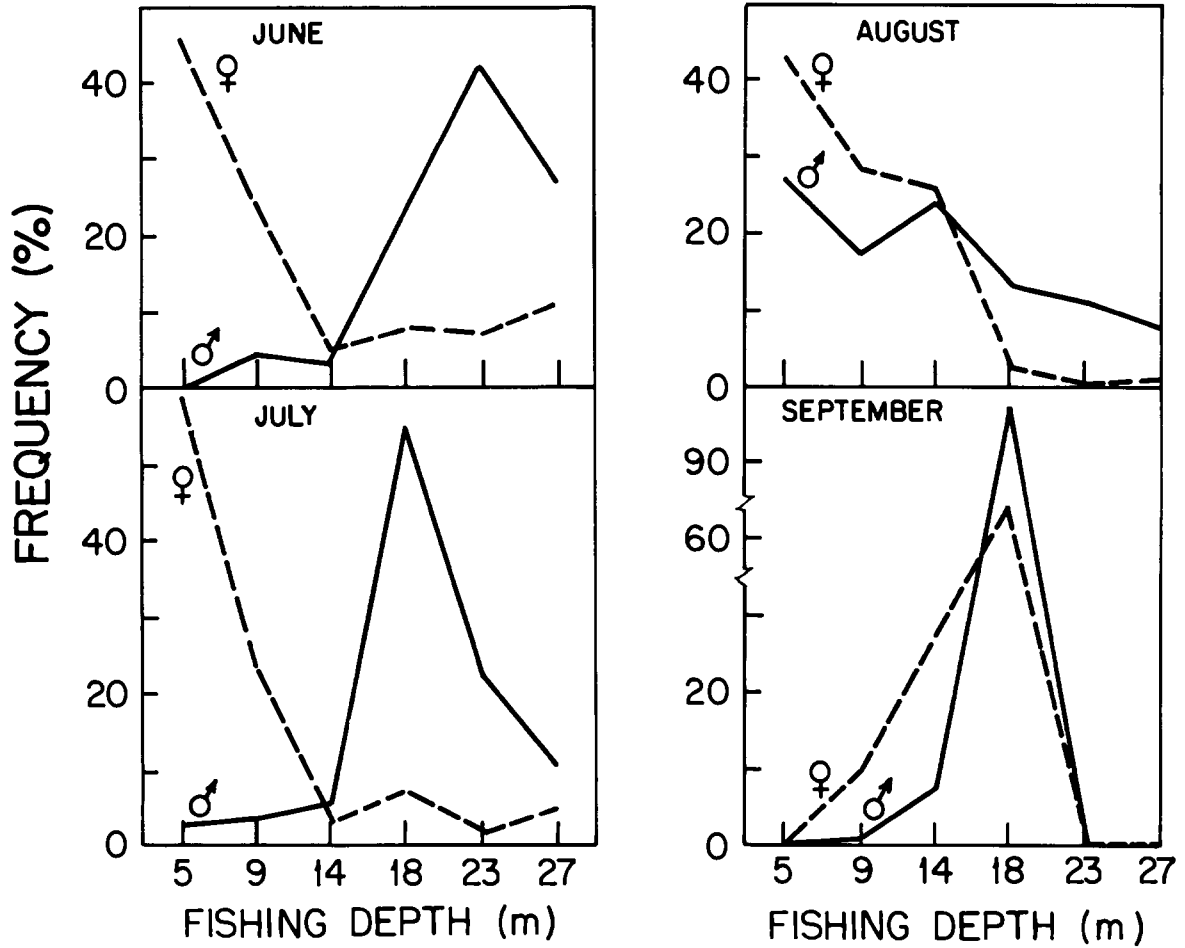 FREQUENCY (%)
JUNE
♀
♂
40
20
0
JULY
♀
♂
40
20
0
5 9 14 18 23 27
FISHING DEPTH (m)
AUGUST
♀
♂
40
20
0
SEPTEMBER
♀
♂
90
60
20
0
5 9 14 18 23 27
FISHING DEPTH (m)